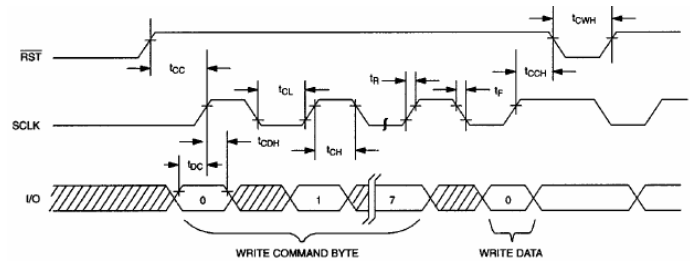 tCWH
RST
tCC
tCCH
tCL
tR
tF
SCLK
tCDH
tCH
tDC
I/O
0
1
7
0
WRITE COMMAND BYTE
WRITE DATA